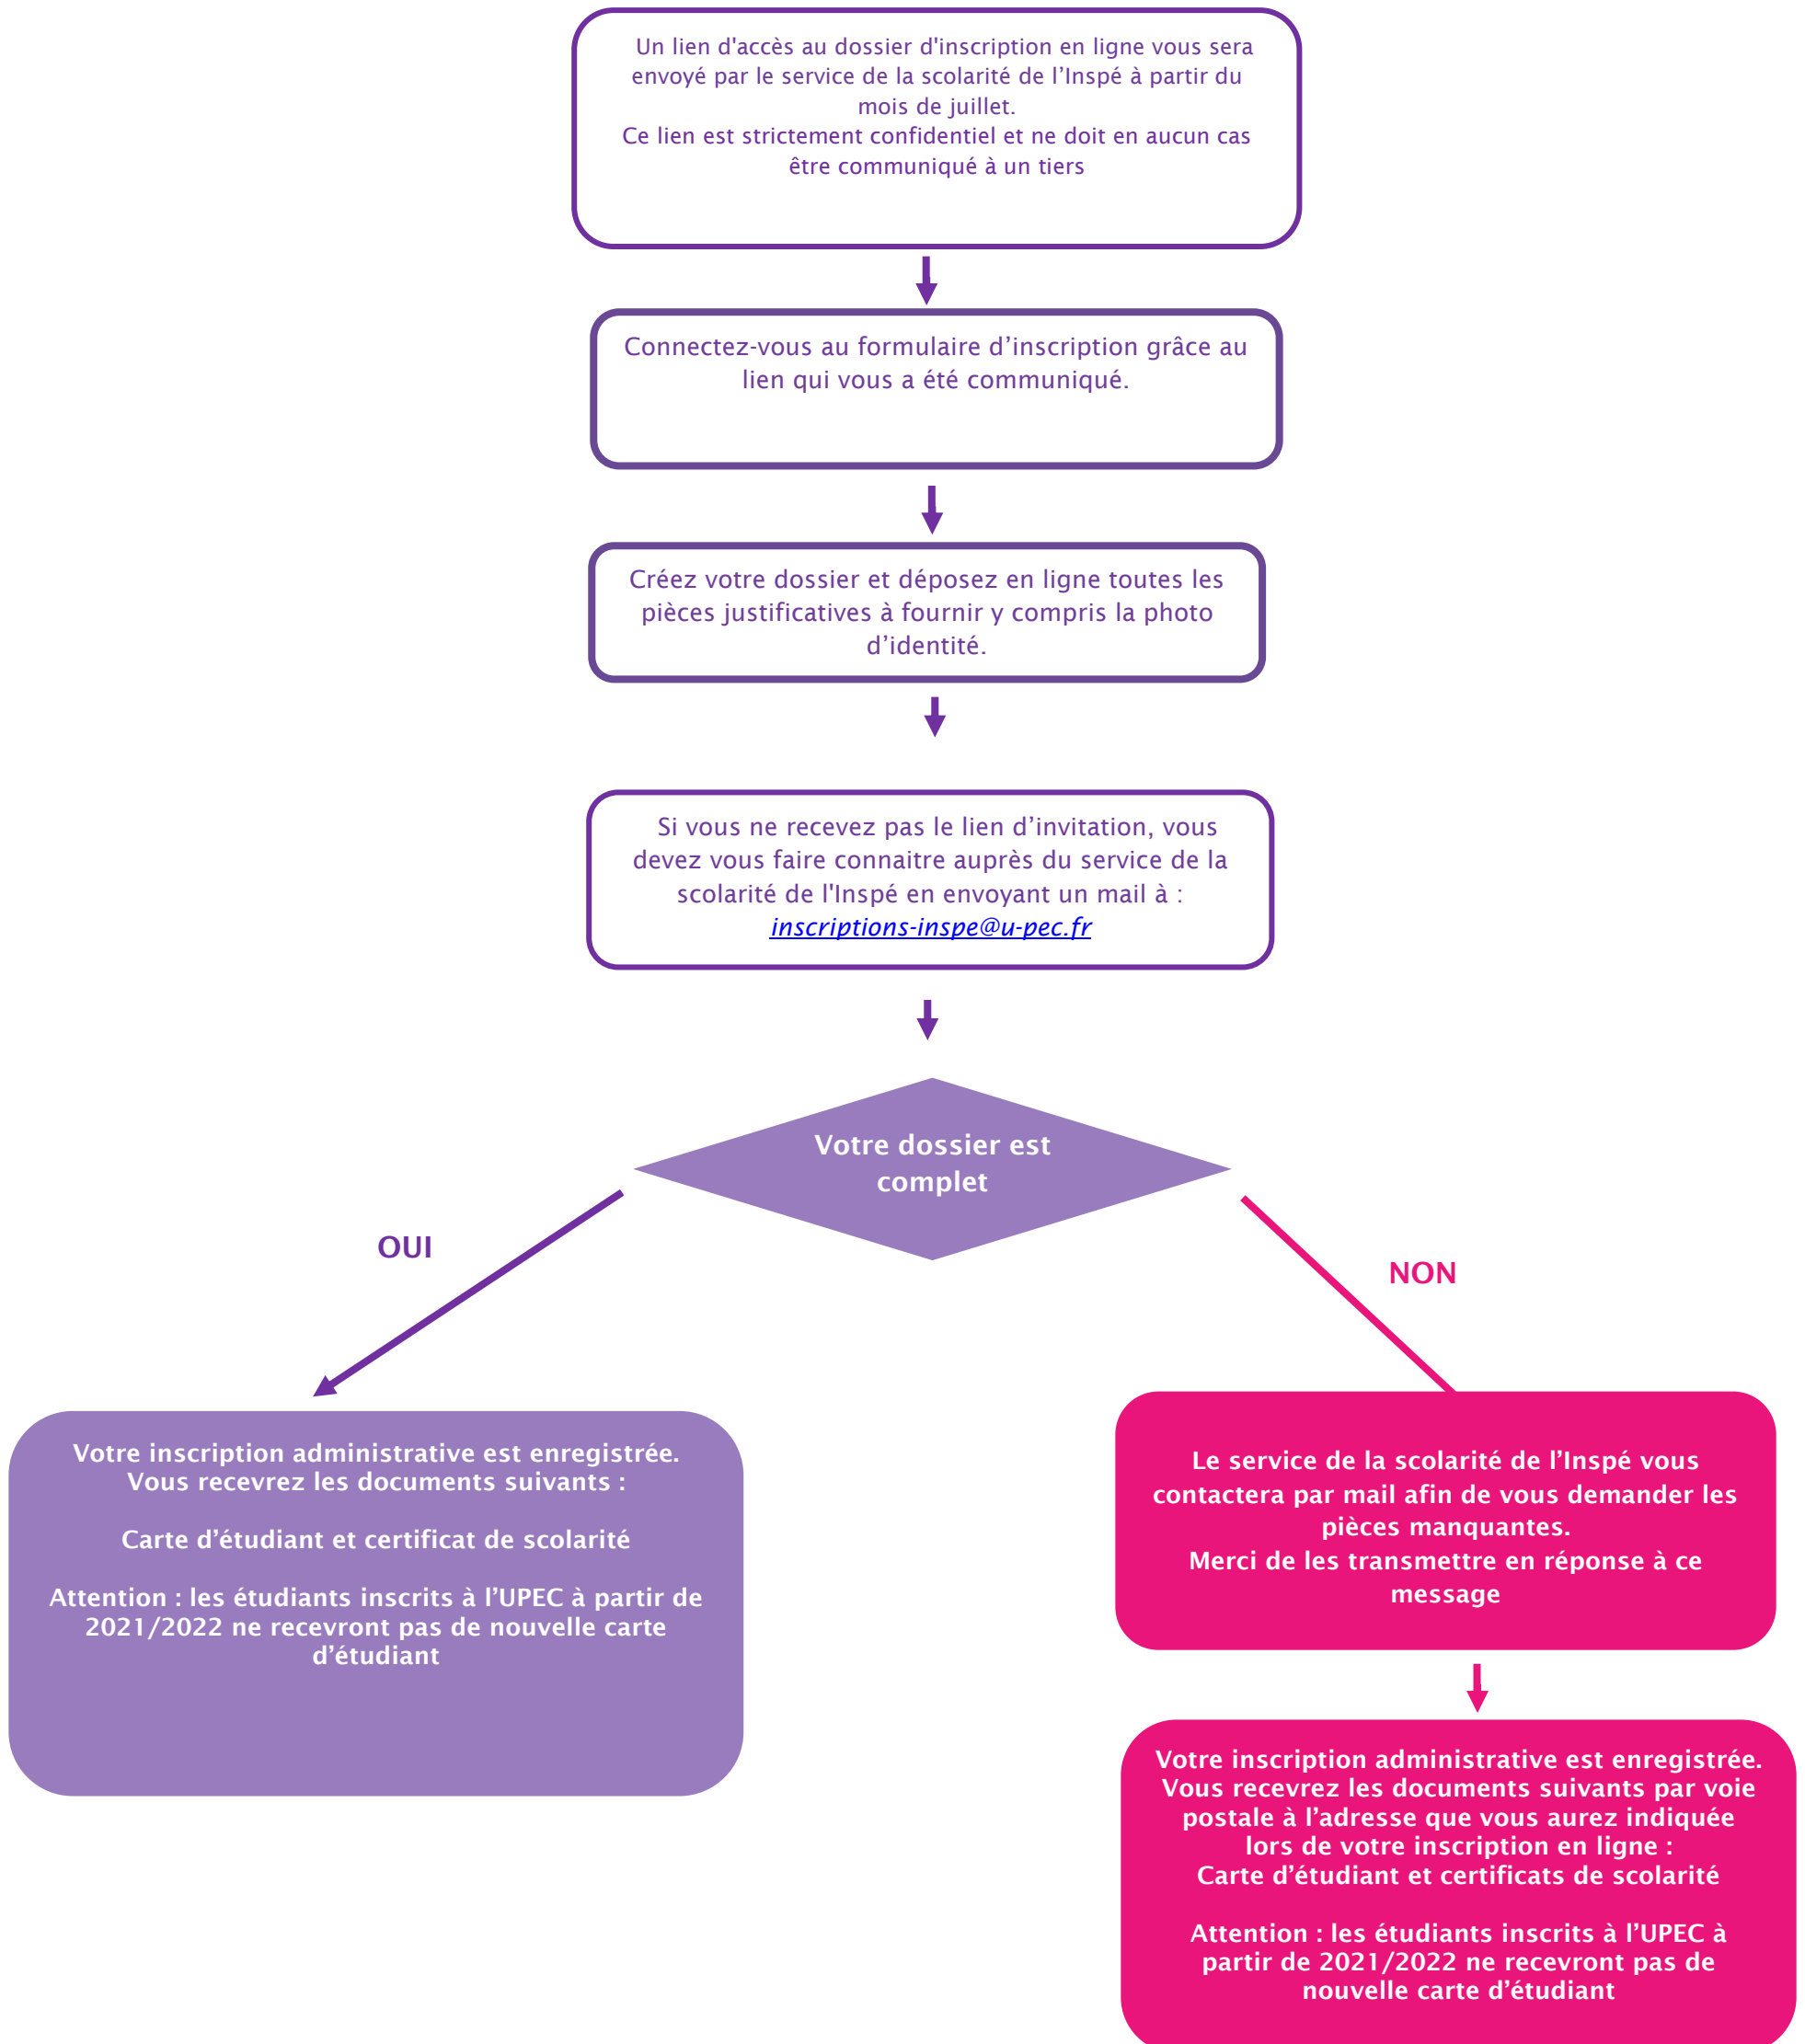 Un lien d'accès au dossier d'inscription en ligne vous sera
envoyé par le service de la scolarité de l’Inspé à partir du
mois de juillet.
Ce lien est strictement confidentiel et ne doit en aucun cas
être communiqué à un tiers
Connectez-vous au formulaire d’inscription grâce au
lien qui vous a été communiqué.
Créez votre dossier et déposez en ligne toutes les
pièces justificatives à fournir y compris la photo
d’identité.
Si vous ne recevez pas le lien d’invitation, vous
devez vous faire connaitre auprès du service de la
scolarité de l'Inspé en envoyant un mail à :
inscriptions-inspe@u-pec.fr
Votre dossier est
complet
OUI
NON
Votre inscription administrative est enregistrée.
Vous recevrez les documents suivants :
Carte d’étudiant et certificat de scolarité
Attention : les étudiants inscrits à l’UPEC à partir de
2021/2022 ne recevront pas de nouvelle carte
d’étudiant
Le service de la scolarité de l’Inspé vous
contactera par mail afin de vous demander les
pièces manquantes.
Merci de les transmettre en réponse à ce
message
Votre inscription administrative est enregistrée.
Vous recevrez les documents suivants par voie
postale à l’adresse que vous aurez indiquée
lors de votre inscription en ligne :
Carte d’étudiant et certificats de scolarité
Attention : les étudiants inscrits à l’UPEC à
partir de 2021/2022 ne recevront pas de
nouvelle carte d’étudiant